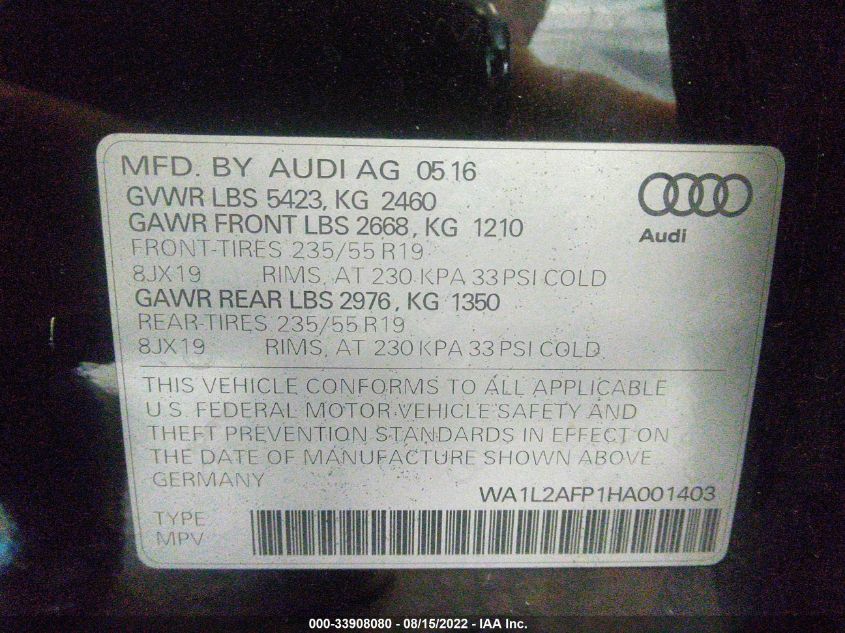 MFD. BY AUDI AG 05 16
GVWR LBS 5423, KG 2460
GAWR FRONT LBS 2668, KG 1210
FRONT-TIRES 235/55 R19
8JX19 RIMS, AT 230 KPA 33 PSI COLD
GAWR REAR LBS 2976, KG 1350
REAR-TIRES 235/55 R19
8JX19 RIMS, AT 230 KPA 33 PSI COLD
Audi
THIS VEHICLE CONFORMS TO ALL APPLICABLE
U.S. FEDERAL MOTOR VEHICLE SAFETY AND
THEFT PREVENTION STANDARDS IN EFFECT ON
THE DATE OF MANUFACTURE SHOWN ABOVE
GERMANY
WA1L2AFP1HA001403
TYPE
MPV
000-33908080 - 08/15/2022 - IAA Inc.